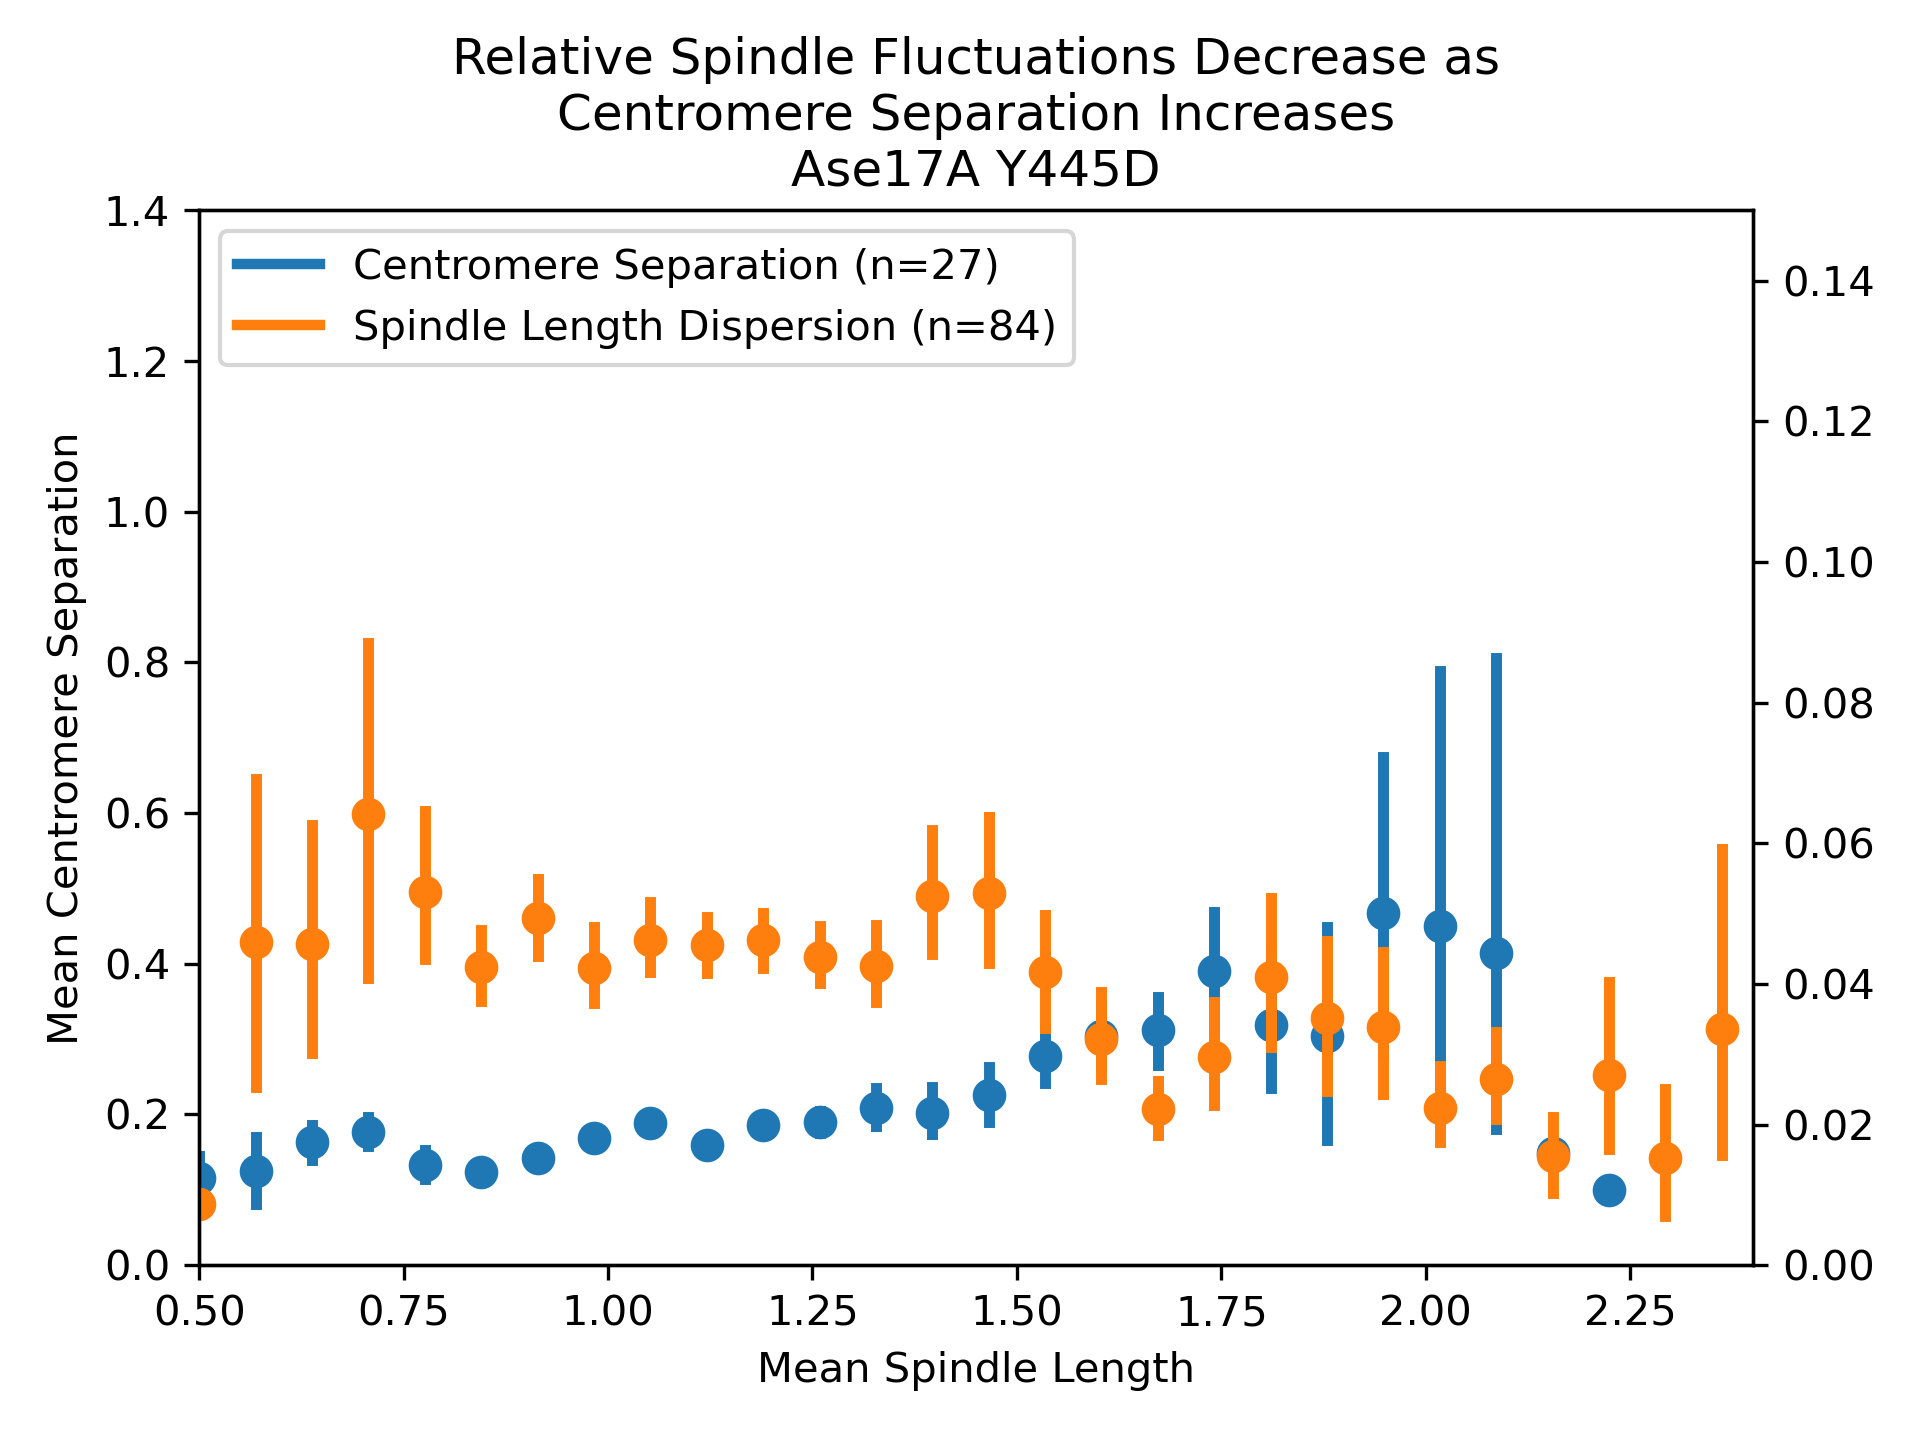 Relative Spindle Fluctuations Decrease as
Centromere Separation Increases
Ase17A Y445D
Centromere Separation (n=27)
Spindle Length Dispersion (n=84)
Mean Centromere Separation
1.4
1.2
1.0
0.8
0.6
0.4
0.2
0.0
0.14
0.12
0.10
0.08
0.06
0.04
0.02
0.00
0.50 0.75 1.00 1.25 1.50 1.75 2.00 2.25
Mean Spindle Length